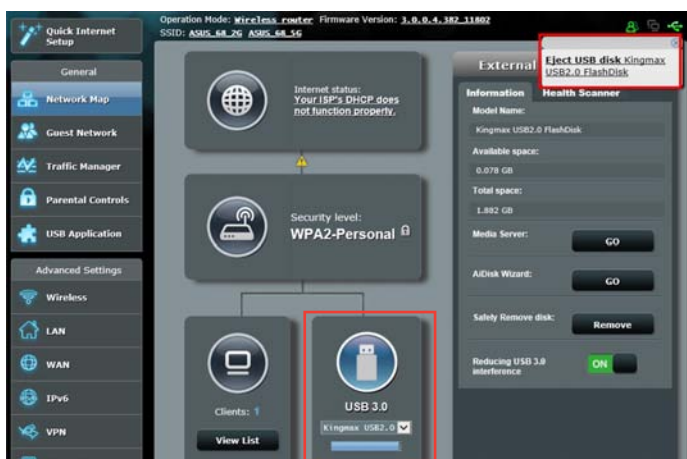 Quick Internet
Setup
Operation Mode: Wireless router Firmware Version: 3.0.0.4.382_11802
SSID: ASUS_68_2G ASUS_68_5G
General
Network Map
Guest Network
Traffic Manager
Parental Controls
USB Application
Advanced Settings
Wireless
LAN
WAN
IPv6
VPN
Internet status:
Your ISP's DHCP does
not function properly.
Security level:
WPA2-Personal
Clients: 1
View List
USB 3.0
Kingmax USB2.0
External
Eject USB disk Kingmax
USB2.0 FlashDisk
Information Health Scanner
Model Name:
Kingmax USB2.0 FlashDisk
Available space:
0.078 GB
Total space:
1.882 GB
Media Server: GO
AiDisk Wizard: GO
Safely Remove disk: Remove
Reducing USB 3.0
interference
ON